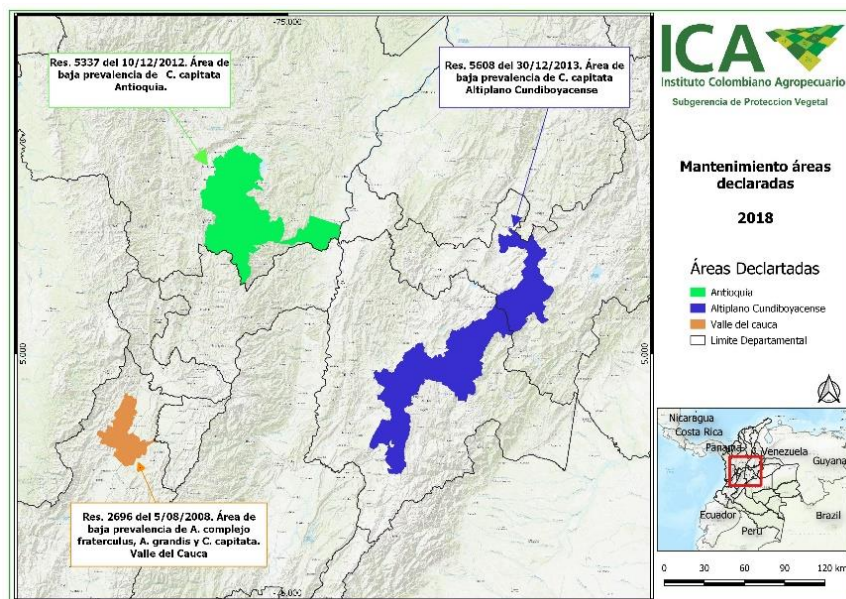 -75.000
Res. 5337 del 10/12/2012. Área de
baja prevalencia de C. capitata
Antioquia.
Res. 5608 del 30/12/2013. Área de
baja prevalencia de C. capitata
Altiplano Cundiboyacense
5.000
5.000
Res. 2696 del 5/08/2008. Área de
baja prevalencia de A. complejo
fraterculus, A. grandis y C. capitata.
Valle del Cauca
-75.000
ICA
Instituto Colombiano Agropecuario
Subgerencia de Proteccion Vegetal
Mantenimiento áreas
declaradas
2018
Áreas Declartadas
Antioquia
Altiplano Cundiboyacense
Valle del cauca
Limite Departamental
Nicaragua
Costa Rica
Panamá
Venezuela
Guyana
Ecuador
Perú
Brazil
0 30 60 90 120 km